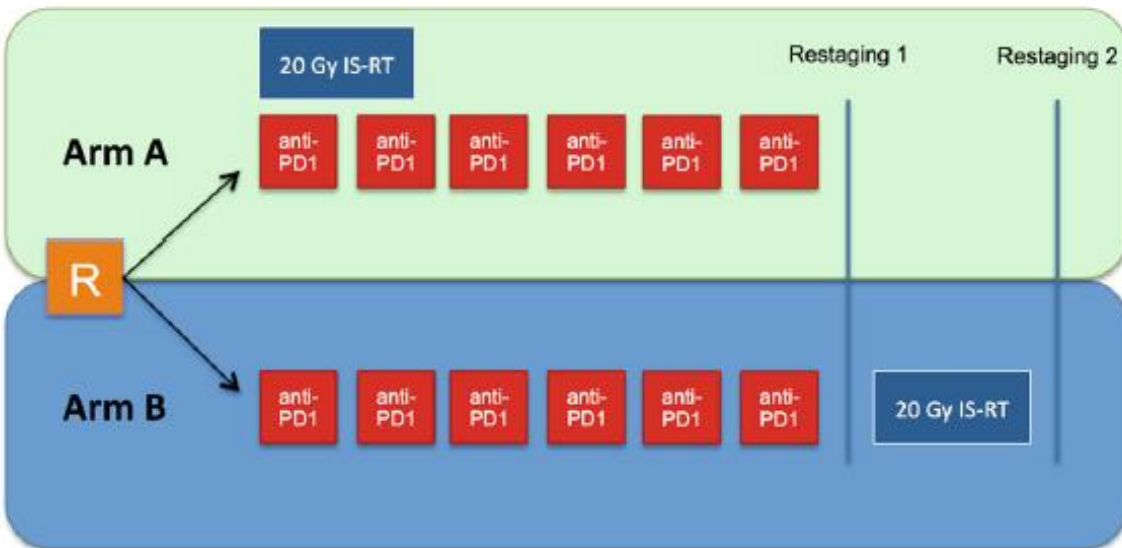 20 Gy IS-RT
Restaging 1
Restaging 2
Arm A
anti-
PD1
anti-
PD1
anti-
PD1
anti-
PD1
anti-
PD1
anti-
PD1
R
Arm B
anti-
PD1
anti-
PD1
anti-
PD1
anti-
PD1
anti-
PD1
anti-
PD1
20 Gy IS-RT